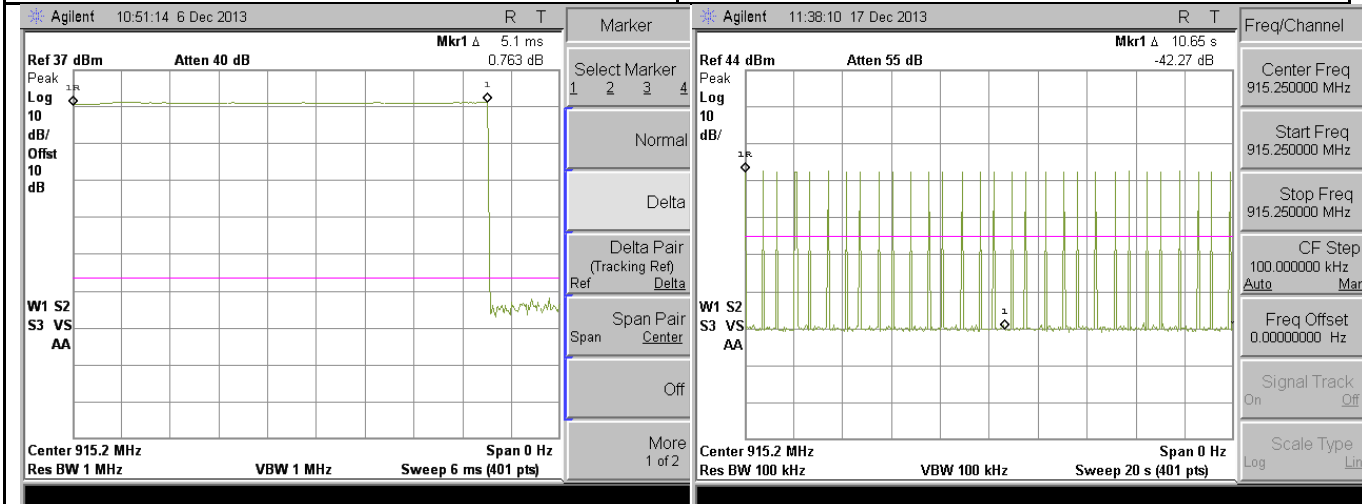 Agilent 10:51:14 6 Dec 2013 R T
Mkr1 Δ 5.1 ms
Ref 37 dBm Atten 40 dB 0.763 dB
Peak
Log
10
dB/
Offst
10
dB
1R
1
W1 S2
S3 VS
AA
Center 915.2 MHz Span 0 Hz
Res BW 1 MHz VBW 1 MHz Sweep 6 ms (401 pts)
Marker
Select Marker
1 2 3 4
Normal
Delta
Delta Pair
(Tracking Ref)
Ref Delta
Span Pair
Span Center
Off
More
1 of 2
Agilent 11:38:10 17 Dec 2013 R T
Mkr1 Δ 10.65 s
Ref 44 dBm Atten 55 dB -42.27 dB
Peak
Log
10
dB/
1R
1
W1 S2
S3 VS
AA
Center 915.2 MHz Span 0 Hz
Res BW 100 kHz VBW 100 kHz Sweep 20 s (401 pts)
Freq/Channel
Center Freq
915.250000 MHz
Start Freq
915.250000 MHz
Stop Freq
915.250000 MHz
CF Step
100.000000 kHz
Auto Man
Freq Offset
0.00000000 Hz
Signal Track
On Off
Scale Type
Log Lin